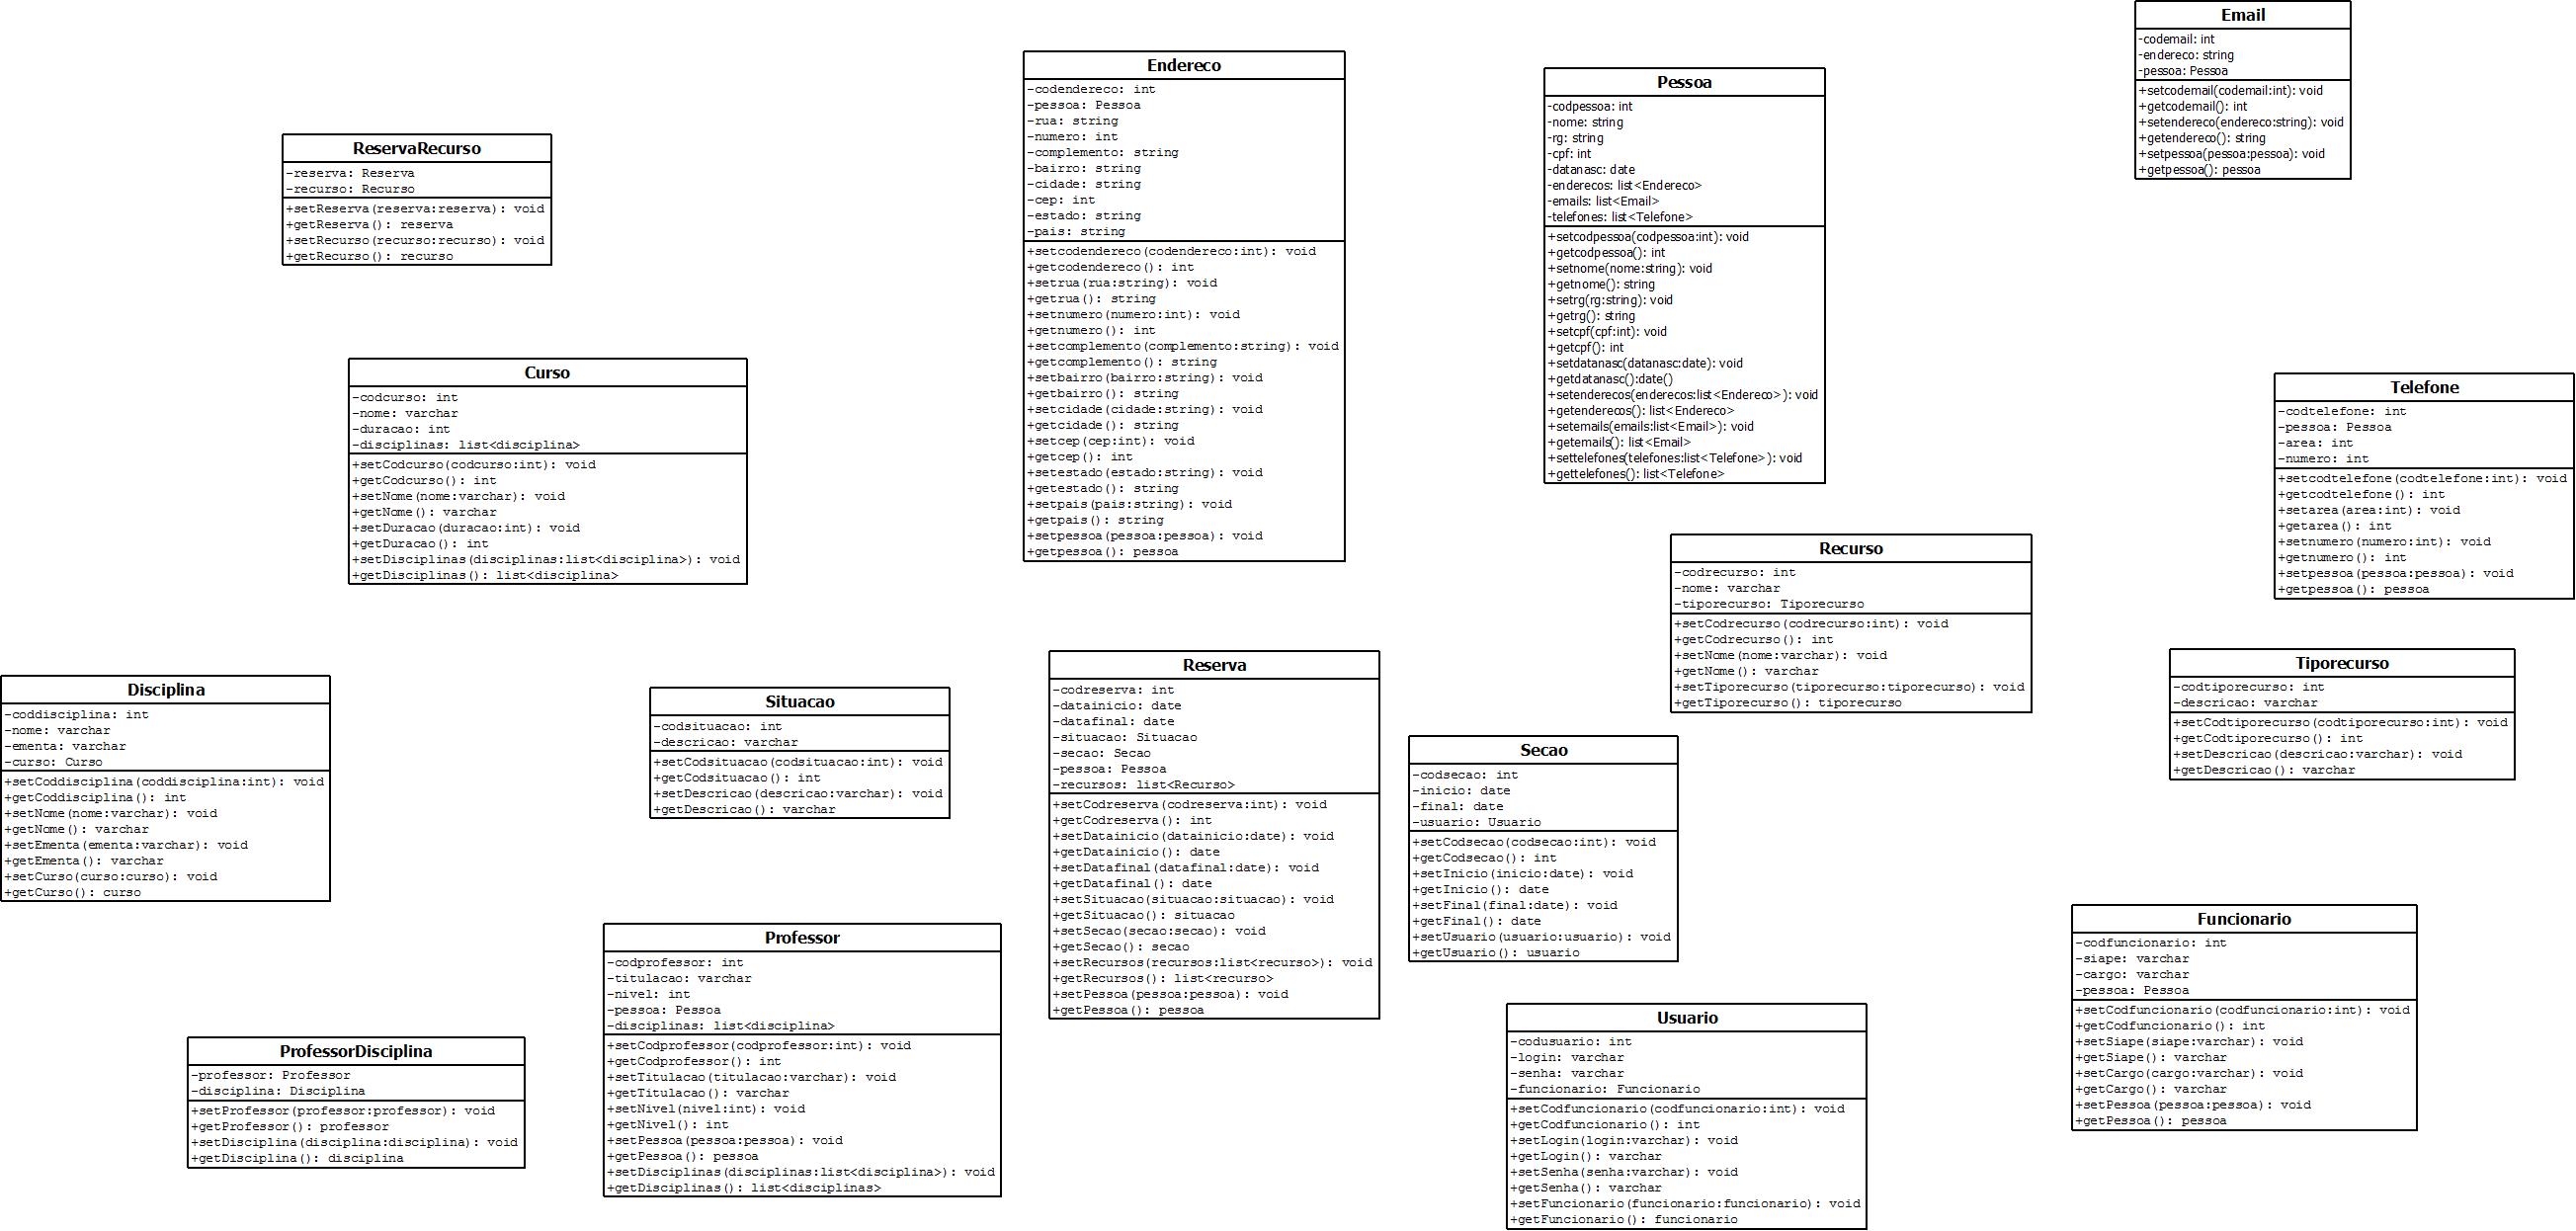 Email
-codemail: int
-endereco: string
-pessoa: Pessoa
+setcodemail(codemail:int): void
+getcodemail(): int
+setendereco(endereco:string): void
+getendereco(): string
+setpessoa(pessoa:pessoa): void
+getpessoa(): pessoa
Endereco
-codendereco: int
-pessoa: Pessoa
-rua: string
-numero: int
-complemento: string
-bairro: string
-cidade: string
-cep: int
-estado: string
-pais: string
+setcodendereco(codendereco:int): void
+getcodendereco(): int
+setrua(rua:string): void
+getrua(): string
+setnumero(numero:int): void
+getnumero(): int
+setcomplemento(complemento:string): void
+getcomplemento(): string
+setbairro(bairro:string): void
+getbairro(): string
+setcidade(cidade:string): void
+getcidade(): string
+setcep(cep:int): void
+getcep(): int
+setestado(estado:string): void
+getestado(): string
+setpais(pais:string): void
+getpais(): string
+setpessoa(pessoa:pessoa): void
+getpessoa(): pessoa
Pessoa
-codpessoa: int
-nome: string
-rg: string
-cpf: int
-datanasc: date
-enderecos: list<Endereco>
-emails: list<Email>
-telefones: list<Telefone>
+setcodpessoa(codpessoa:int): void
+getcodpessoa(): int
+setnome(nome:string): void
+getnome(): string
+setrg(rg:string): void
+getrg(): string
+setcpf(cpf:int): void
+getcpf(): int
+setdatanasc(datanasc:date): void
+getdatanasc():date()
+setenderecos(enderecos:list<Endereco>): void
+getenderecos(): list<Endereco>
+setemails(emails:list<Email>): void
+getemails(): list<Email>
+settelefones(telefones:list<Telefone>): void
+gettelefones(): list<Telefone>
ReservaRecurso
-reserva: Reserva
-recurso: Recurso
+setReserva(reserva:reserva): void
+getReserva(): reserva
+setRecurso(recurso:recurso): void
+getRecurso(): recurso
Curso
-codcurso: int
-nome: varchar
-duracao: int
-disciplinas: list<disciplina>
+setCodcurso(codcurso:int): void
+getCodcurso(): int
+setNome(nome:varchar): void
+getNome(): varchar
+setDuracao(duracao:int): void
+getDuracao(): int
+setDisciplinas(disciplinas:list<disciplina>): void
+getDisciplinas(): list<disciplina>
Telefone
-codtelefone: int
-pessoa: Pessoa
-area: int
-numero: int
+setcodtelefone(codtelefone:int): void
+getcodtelefone(): int
+setarea(area:int): void
+getarea(): int
+setnumero(numero:int): void
+getnumero(): int
+setpessoa(pessoa:pessoa): void
+getpessoa(): pessoa
Recurso
-codrecurso: int
-nome: varchar
-tiporecurso: Tiporecurso
+setCodrecurso(codrecurso:int): void
+getCodrecurso(): int
+setNome(nome:varchar): void
+getNome(): varchar
+setTiporecurso(tiporecurso:tiporecurso): void
+getTiporecurso(): tiporecurso
Tiporecurso
-codtiporecurso: int
-descricao: varchar
+setCodtiporecurso(codtiporecurso:int): void
+getCodtiporecurso(): int
+setDescricao(descricao:varchar): void
+getDescricao(): varchar
Disciplina
-coddisciplina: int
-nome: varchar
-ementa: varchar
-curso: Curso
+setCoddisciplina(coddisciplina:int): void
+getCoddisciplina(): int
+setNome(nome:varchar): void
+getNome(): varchar
+setEmenta(ementa:varchar): void
+getEmenta(): varchar
+setCurso(curso:curso): void
+getCurso(): curso
Situacao
-codsituacao: int
-descricao: varchar
+setCodsituacao(codsituacao:int): void
+getCodsituacao(): int
+setDescricao(descricao:varchar): void
+getDescricao(): varchar
Reserva
-codreserva: int
-datainicio: date
-datafinal: date
-situacao: Situacao
-secao: Secao
-pessoa: Pessoa
-recursos: list<Recurso>
+setCodreserva(codreserva:int): void
+getCodreserva(): int
+setDatainicio(datainicio:date): void
+getDatainicio(): date
+setDatafinal(datafinal:date): void
+getDatafinal(): date
+setSituacao(situacao:situacao): void
+getSituacao(): situacao
+setSecao(secao:secao): void
+getSecao(): secao
+setRecursos(recursos:list<recurso>): void
+getRecursos(): list<recurso>
+setPessoa(pessoa:pessoa): void
+getPessoa(): pessoa
Secao
-codsecao: int
-inicio: date
-final: date
-usuario: Usuario
+setCodsecao(codsecao:int): void
+getCodsecao(): int
+setInicio(inicio:date): void
+getInicio(): date
+setFinal(final:date): void
+getFinal(): date
+setUsuario(usuario:usuario): void
+getUsuario(): usuario
Funcionario
-codfuncionario: int
-siape: varchar
-cargo: varchar
-pessoa: Pessoa
+setCodfuncionario(codfuncionario:int): void
+getCodfuncionario(): int
+setSiape(siape:varchar): void
+getSiape(): varchar
+setCargo(cargo:varchar): void
+getCargo(): varchar
+setPessoa(pessoa:pessoa): void
+getPessoa(): pessoa
Professor
-codprofessor: int
-titulacao: varchar
-nivel: int
-pessoa: Pessoa
-disciplinas: list<disciplina>
+setCodprofessor(codprofessor:int): void
+getCodprofessor(): int
+setTitulacao(titulacao:varchar): void
+getTitulacao(): varchar
+setNivel(nivel:int): void
+getNivel(): int
+setPessoa(pessoa:pessoa): void
+getPessoa(): pessoa
+setDisciplinas(disciplinas:list<disciplina>): void
+getDisciplinas(): list<disciplinas>
ProfessorDisciplina
-professor: Professor
-disciplina: Disciplina
+setProfessor(professor:professor): void
+getProfessor(): professor
+setDisciplina(disciplina:disciplina): void
+getDisciplina(): disciplina
Usuario
-codusuario: int
-login: varchar
-senha: varchar
-funcionario: Funcionario
+setCodfuncionario(codfuncionario:int): void
+getCodfuncionario(): int
+setLogin(login:varchar): void
+getLogin(): varchar
+setSenha(senha:varchar): void
+getSenha(): varchar
+setFuncionario(funcionario:funcionario): void
+getFuncionario(): funcionario